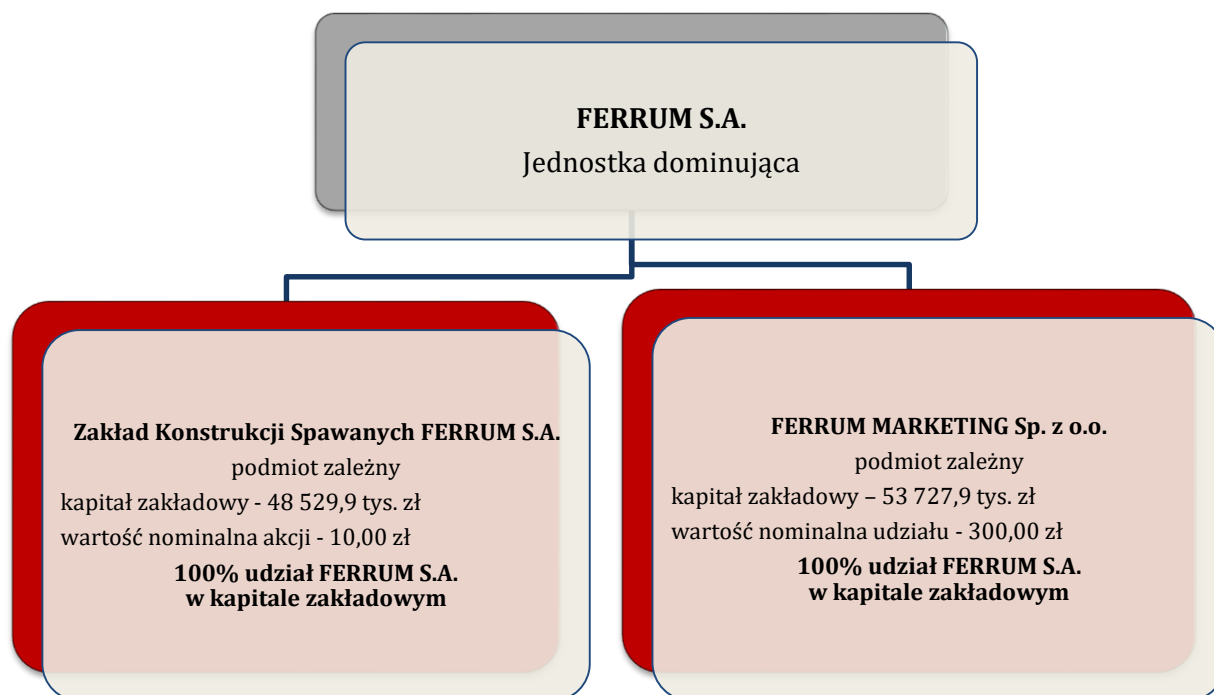 FERRUM S.A.
Jednostka dominująca
Zakład Konstrukcji Spawanych FERRUM S.A.
podmiot zależny
kapitał zakładowy - 48 529,9 tys. zł
wartość nominalna akcji - 10,00 zł
100% udział FERRUM S.A.
w kapitale zakładowym
FERRUM MARKETING Sp. z o.o.
podmiot zależny
kapitał zakładowy – 53 727,9 tys. zł
wartość nominalna udziału - 300,00 zł
100% udział FERRUM S.A.
w kapitale zakładowym